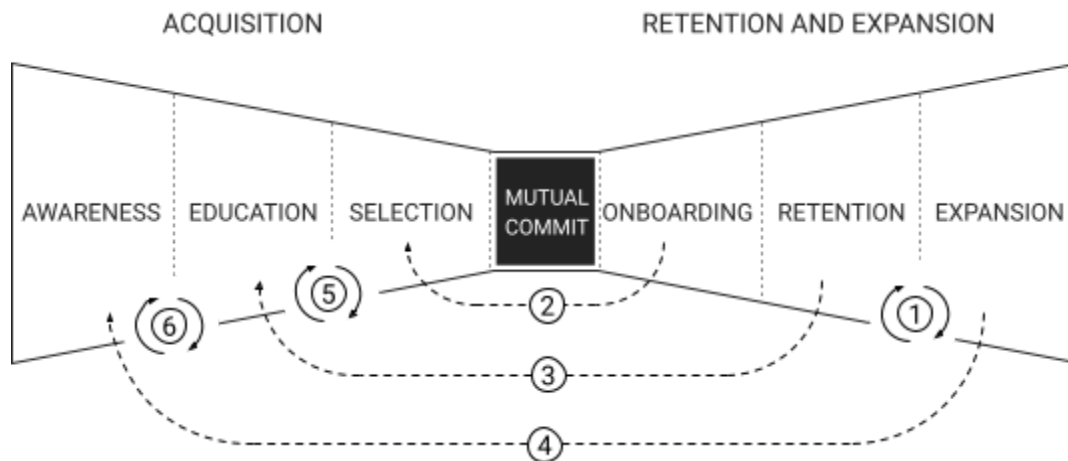 ACQUISITION
RETENTION AND EXPANSION
AWARENESS
EDUCATION
SELECTION
MUTUAL
COMMIT
ONBOARDING
RETENTION
EXPANSION
6
5
2
1
3
4